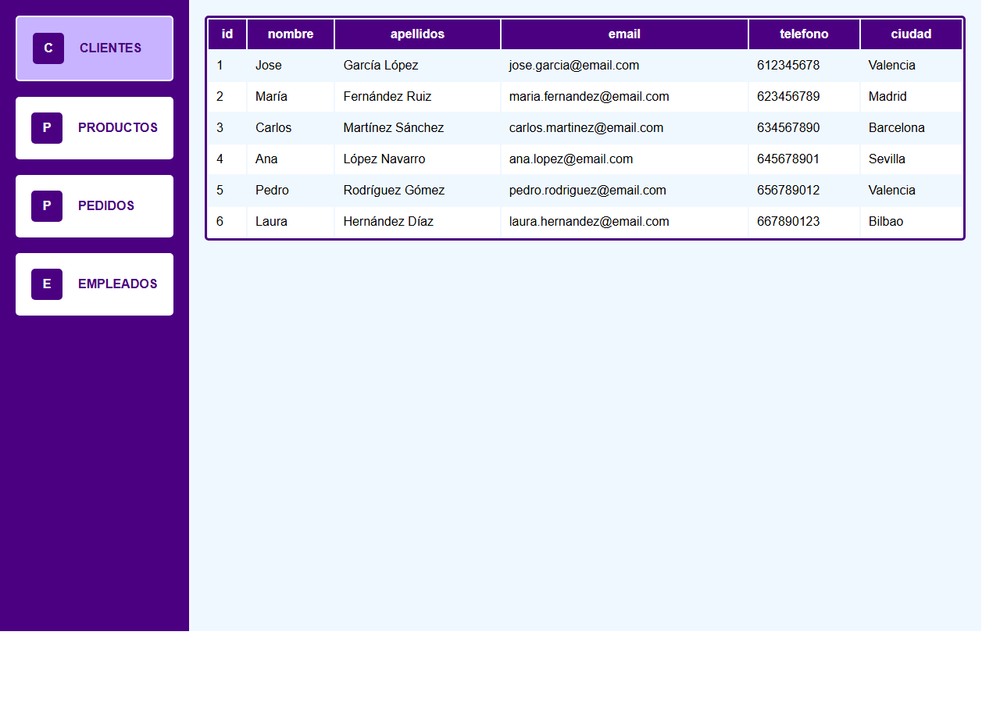 C CLIENTES
P PRODUCTOS
P PEDIDOS
E EMPLEADOS
id nombre apellidos email telefono ciudad
1 Jose García López jose.garcia@email.com 612345678 Valencia
2 María Fernández Ruiz maria.fernandez@email.com 623456789 Madrid
3 Carlos Martínez Sánchez carlos.martinez@email.com 634567890 Barcelona
4 Ana López Navarro ana.lopez@email.com 645678901 Sevilla
5 Pedro Rodríguez Gómez pedro.rodriguez@email.com 656789012 Valencia
6 Laura Hernández Díaz laura.hernandez@email.com 667890123 Bilbao